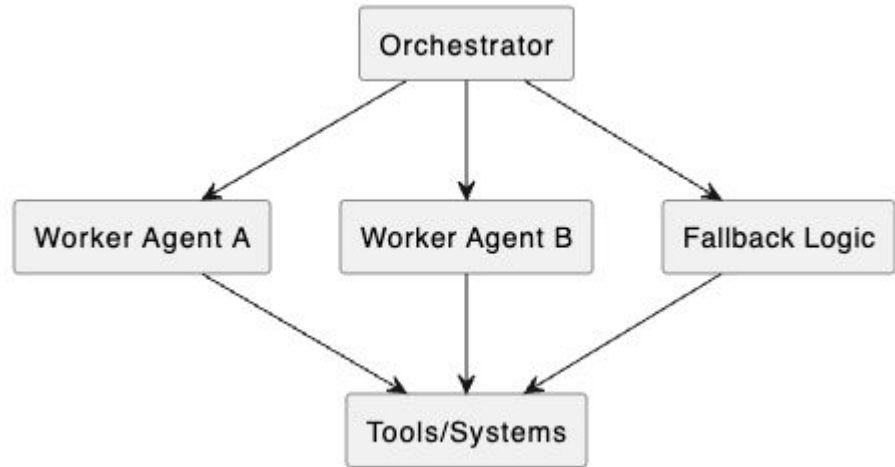 Orchestrator
Worker Agent A
Worker Agent B
Fallback Logic
Tools/Systems